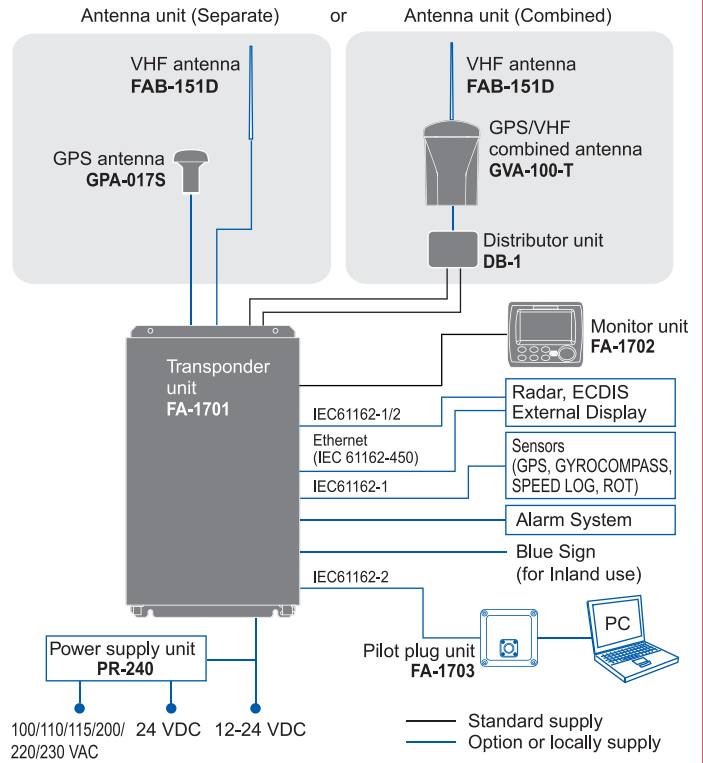 Antenna unit (Separate) or Antenna unit (Combined)
VHF antenna
FAB-151D
GPS antenna
GPA-017S
VHF antenna
FAB-151D
GPS/VHF
combined antenna
GVA-100-T
Distributor unit
DB-1
Transponder
unit
FA-1701
Monitor unit
FA-1702
IEC61162-1/2
Radar, ECDIS
External Display
Ethernet
(IEC 61162-450)
IEC61162-1
Sensors
(GPS, GYROCOMPASS,
SPEED LOG, ROT)
Alarm System
Blue Sign
(for Inland use)
IEC61162-2
Pilot plug unit
FA-1703
PC
Power supply unit
PR-240
100/110/115/200/
220/230 VAC
24 VDC
12-24 VDC
Standard supply
Option or locally supply